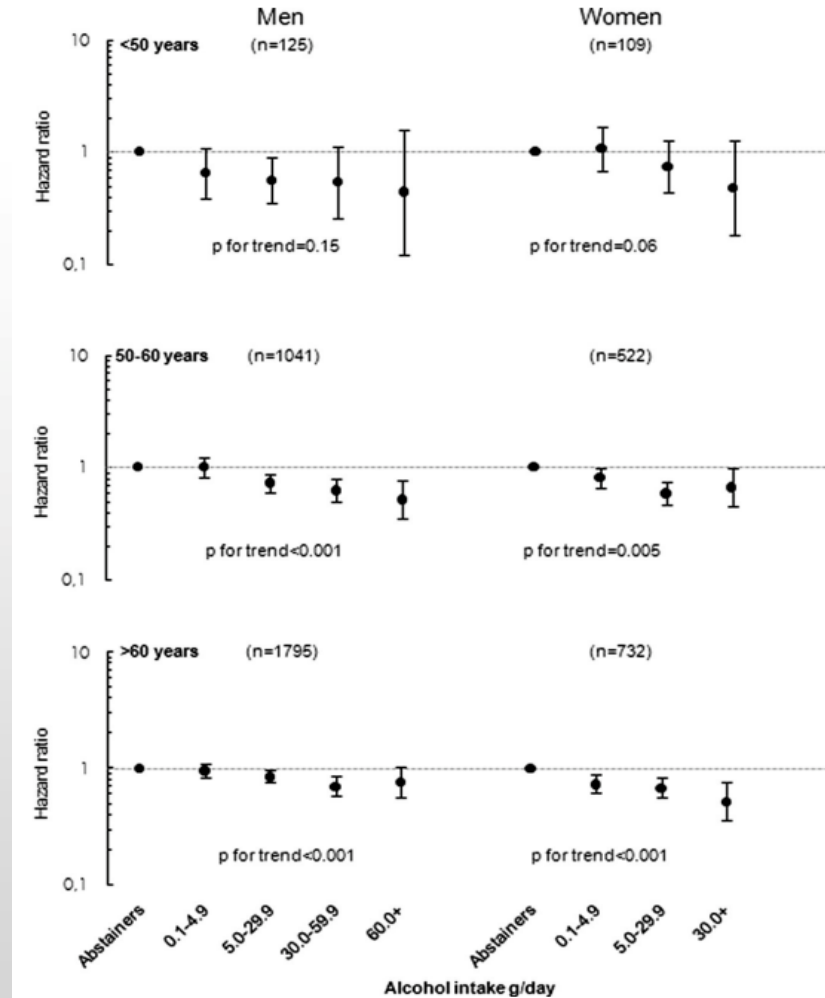 Men Women
10 <50 years (n=125) (n=109)
Hazard ratio
1
p for trend=0.15 p for trend=0.06
0,1
10 50-60 years (n=1041) (n=522)
Hazard ratio
1
p for trend<0.001 p for trend=0.005
0,1
10 >60 years (n=1795) (n=732)
Hazard ratio
1
p for trend<0.001 p for trend<0.001
0,1
Abstainers 0.1-4.9 5.0-29.9 30.0-59.9 60.0+ Abstainers 0.1-4.9 5.0-29.9 30.0+
Alcohol intake g/day